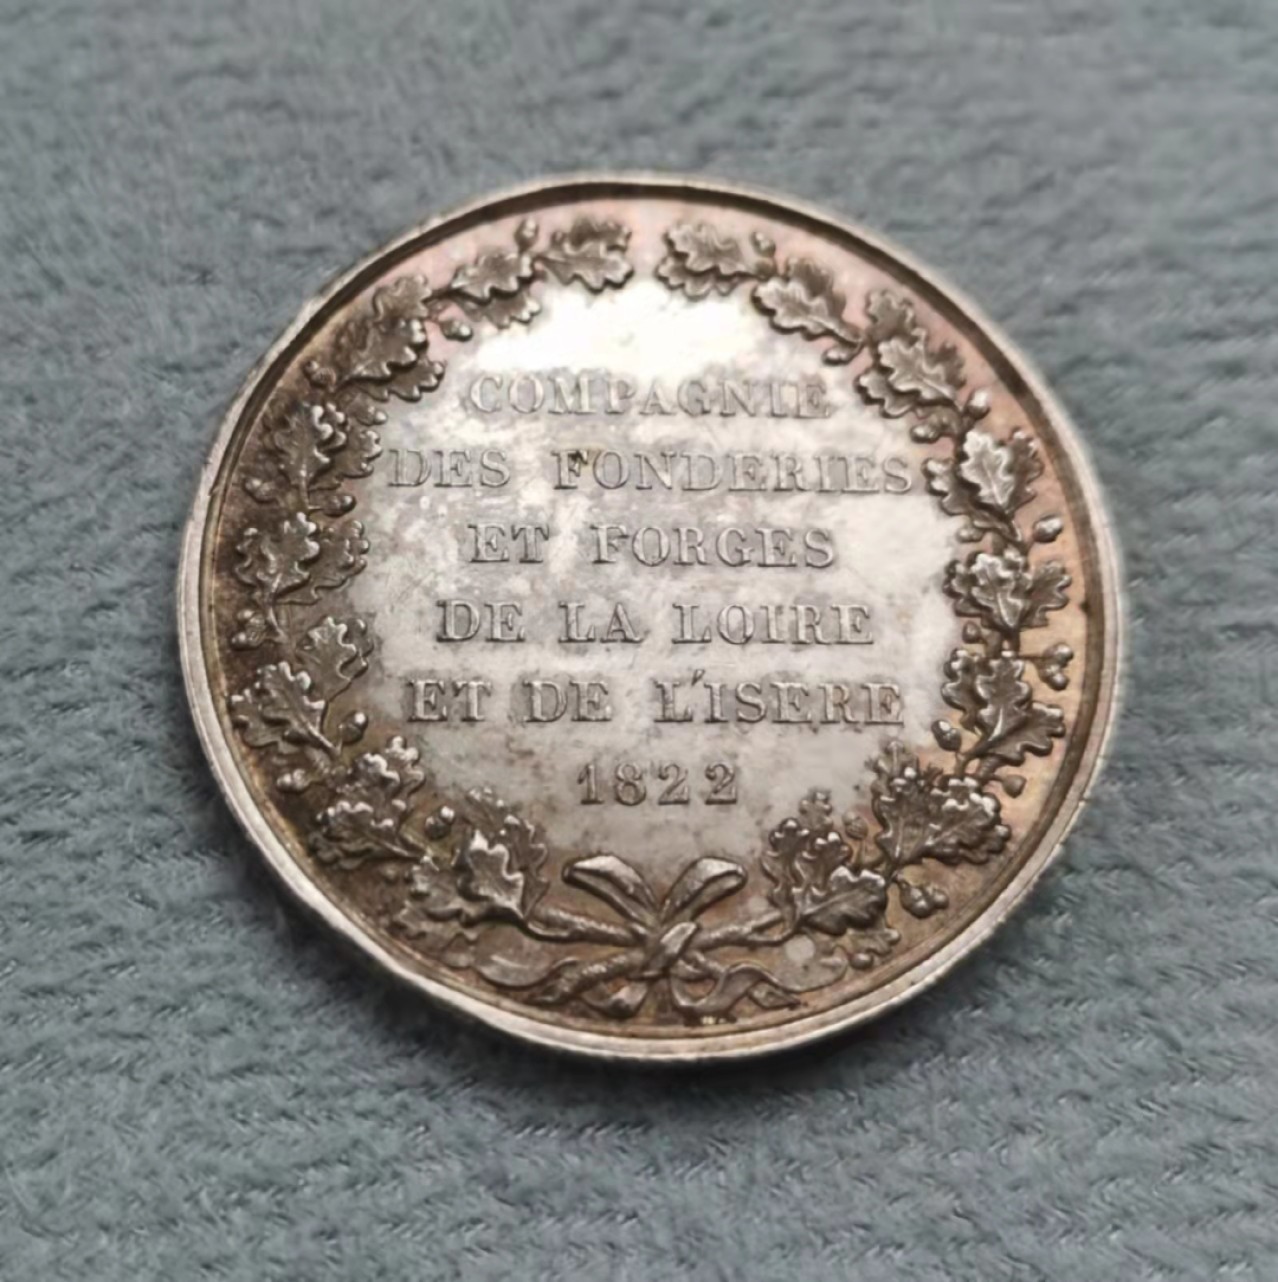 COMPAGNIE
DES FONDERIES
ET FORGES
DE LA LOIRE
ET DE L'ISERE
1822